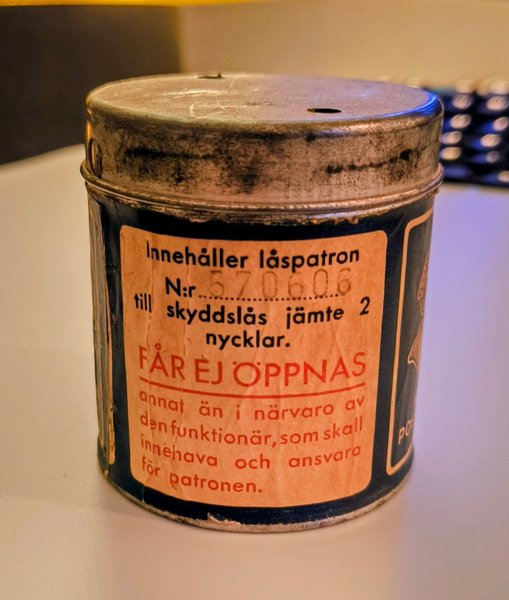 Innehåller låspatron
N:r 570606
till skyddslås jämte 2
nycklar.
FÅR EJ ÖPPNAS
annat än i närvaro av
den funktionär, som skall
innehava och ansvara
för patronen.